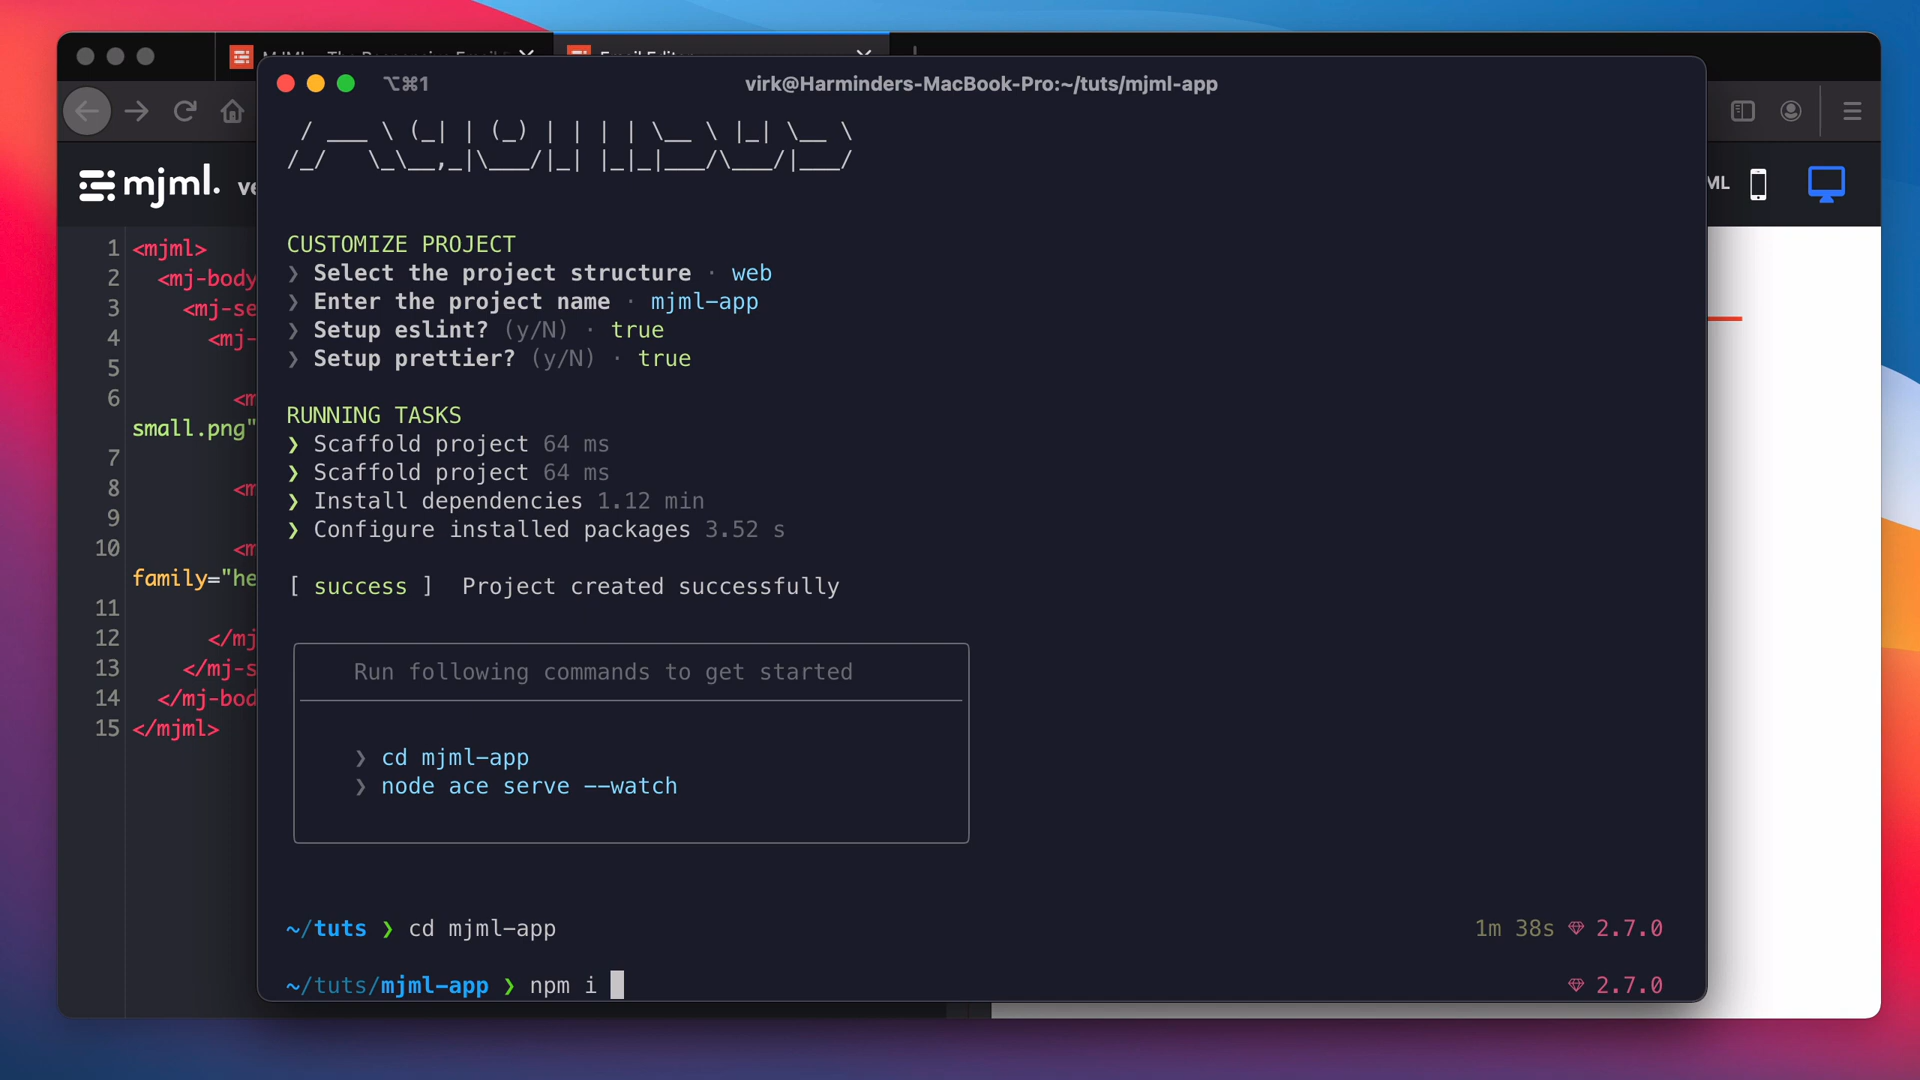 ⌥⌘1
virk@Harminders-MacBook-Pro:~/tuts/mjml-app
mjml.
ML
CUSTOMIZE PROJECT
❯ Select the project structure · web
❯ Enter the project name · mjml-app
❯ Setup eslint? (y/N) · true
❯ Setup prettier? (y/N) · true
RUNNING TASKS
❯ Scaffold project 64 ms
❯ Scaffold project 64 ms
❯ Install dependencies 1.12 min
❯ Configure installed packages 3.52 s
[ success ]  Project created successfully
Run following commands to get started
❯ cd mjml-app
❯ node ace serve --watch
~/tuts ❯ cd mjml-app
1m 38s 2.7.0
~/tuts/mjml-app ❯ npm i
2.7.0
1 <mjml>
2 <mj-body
3 <mj-se
4 <mj-
5
6 <m
small.png"
7
8 <m
9
10 <m
family="he
11
12 </mj
13 </mj-s
14 </mj-bod
15 </mjml>